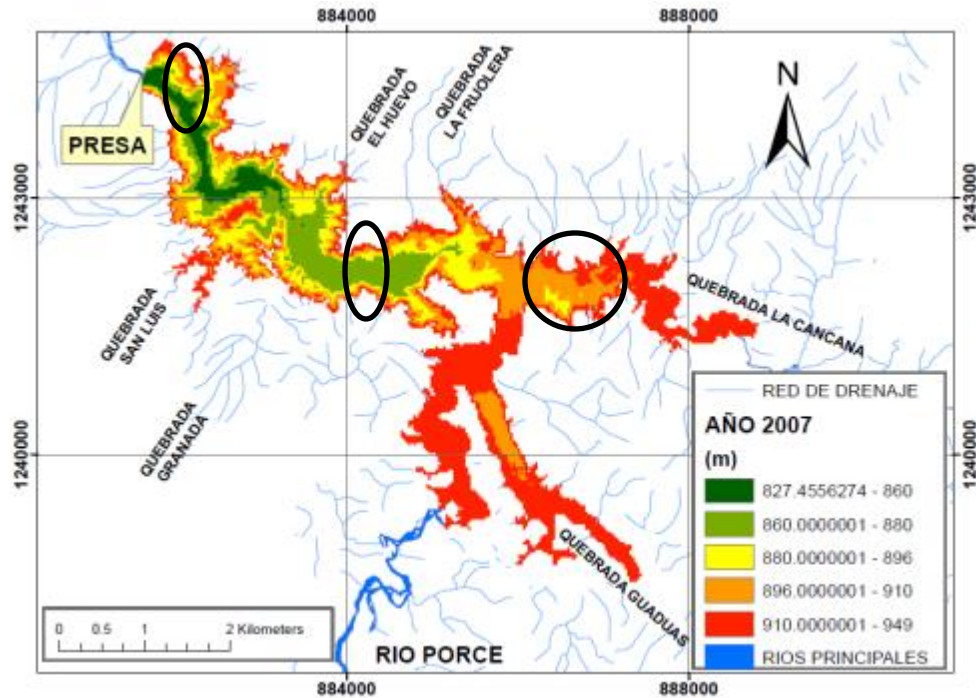 884000
888000
QUEBRADA
EL HUEVO
QUEBRADA
LA FRIJOLERA
N
PRESA
1243000
1243000
QUEBRADA LA CANCANA
QUEBRADA
SAN LUIS
QUEBRADA
GRANADA
1240000
1240000
QUEBRADA GUADUAS
RED DE DRENAJE
AÑO 2007
(m)
827.4556274 - 860
860.0000001 - 880
880.0000001 - 896
896.0000001 - 910
910.0000001 - 949
RIOS PRINCIPALES
0 0.5 1 2 Kilometers
RIO PORCE
884000
888000